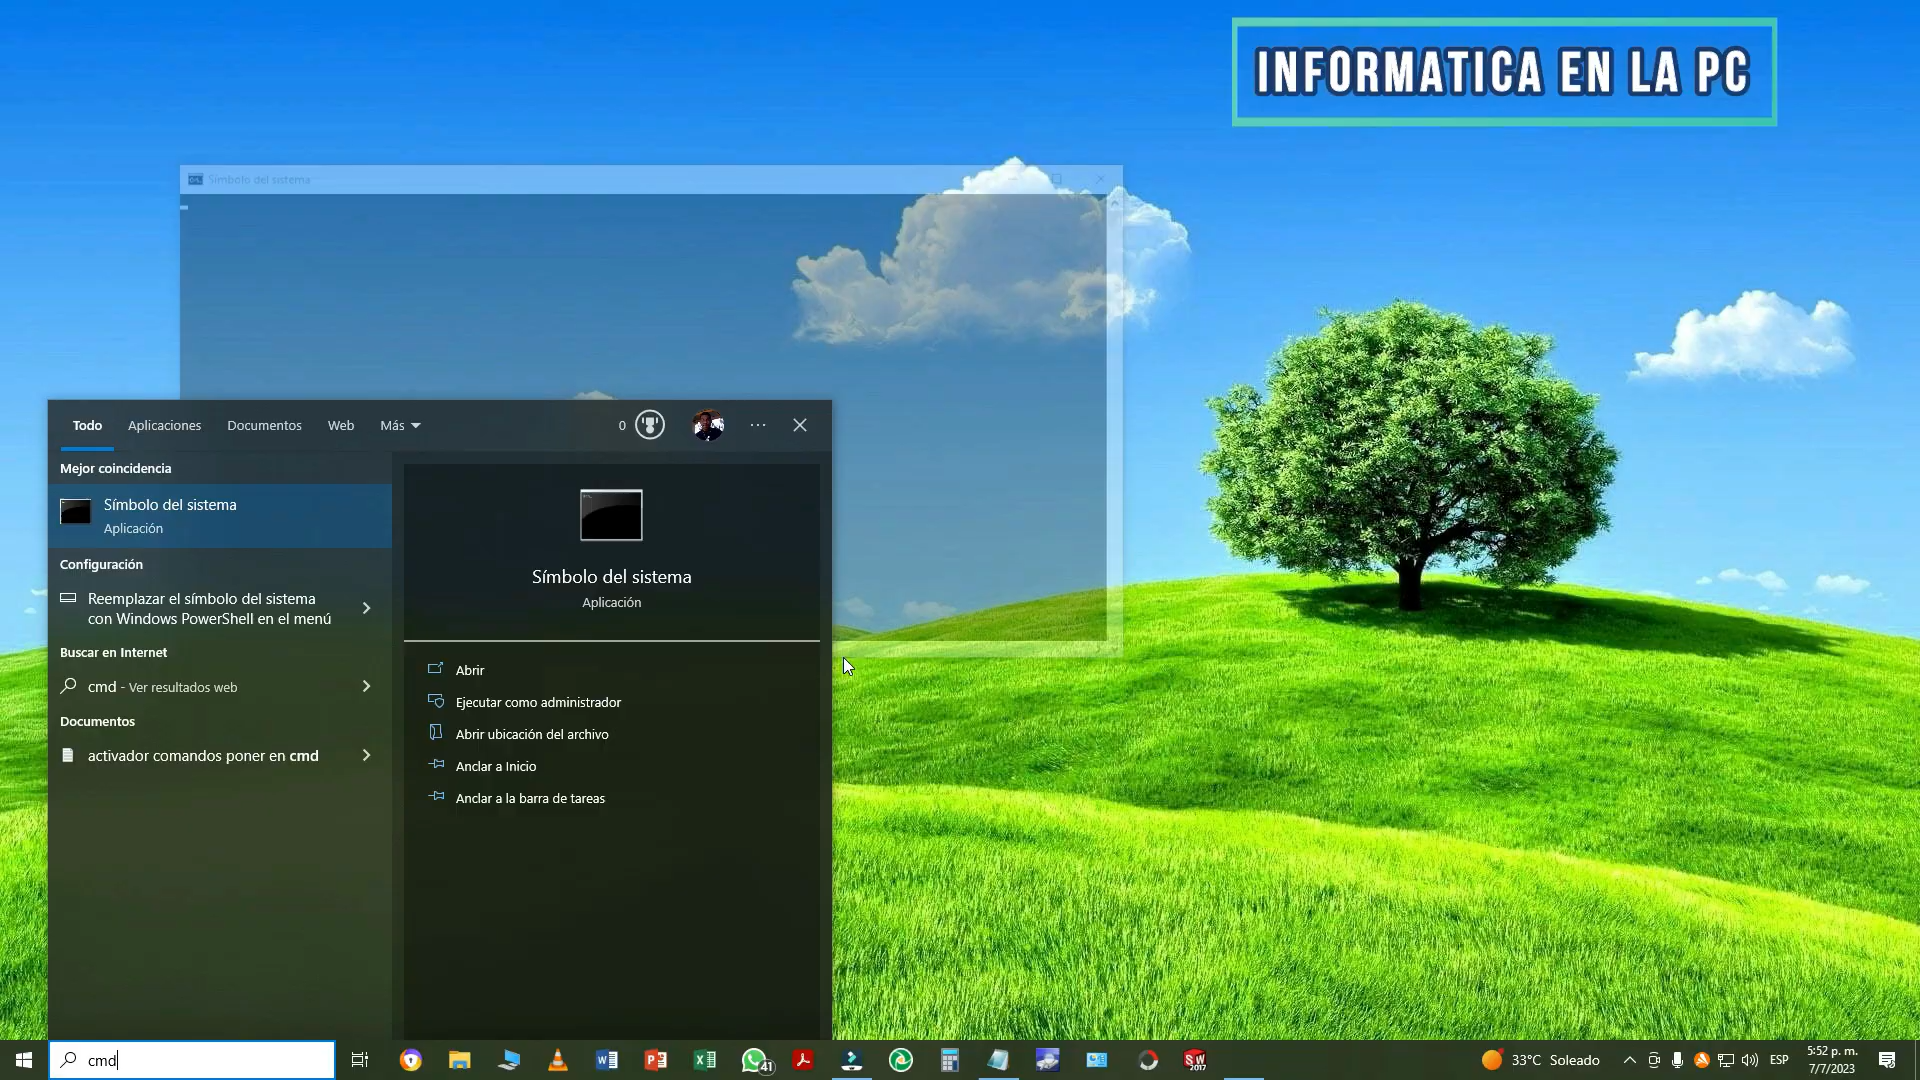 INFORMATICA EN LA PC
Símbolo del sistema
Todo
Aplicaciones
Documentos
Web
Más
0
Mejor coincidencia
Símbolo del sistema
Aplicación
Configuración
Reemplazar el símbolo del sistema
con Windows PowerShell en el menú
Buscar en Internet
cmd - Ver resultados web
Documentos
activador comandos poner en cmd
Símbolo del sistema
Aplicación
Abrir
Ejecutar como administrador
Abrir ubicación del archivo
Anclar a Inicio
Anclar a la barra de tareas
cmd
41
SW
2017
33°C Soleado
ESP
5:52 p. m.
7/7/2023